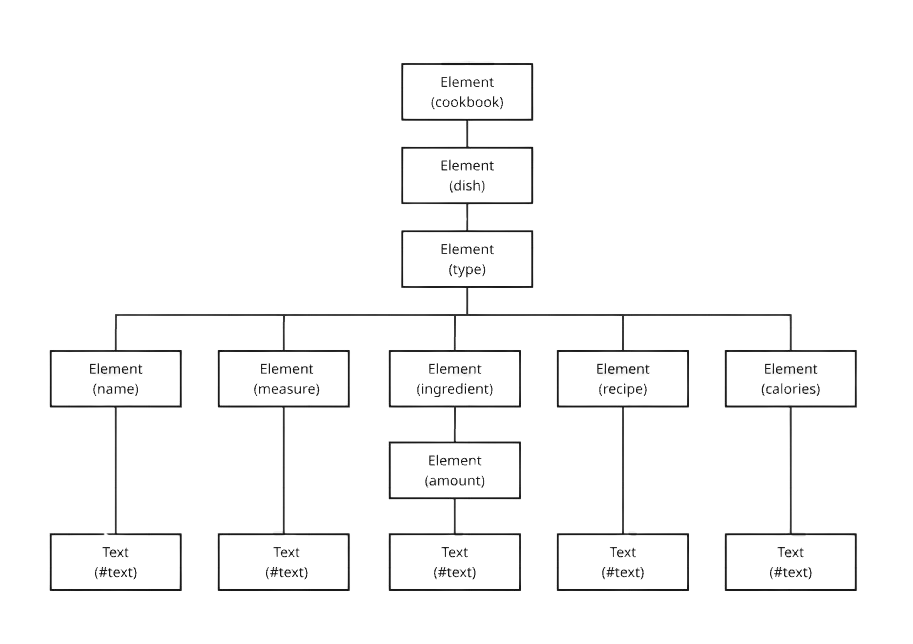 Element
(cookbook)
Element
(dish)
Element
(type)
Element
(name)
Element
(measure)
Element
(ingredient)
Element
(recipe)
Element
(calories)
Element
(amount)
Text
(#text)
Text
(#text)
Text
(#text)
Text
(#text)
Text
(#text)